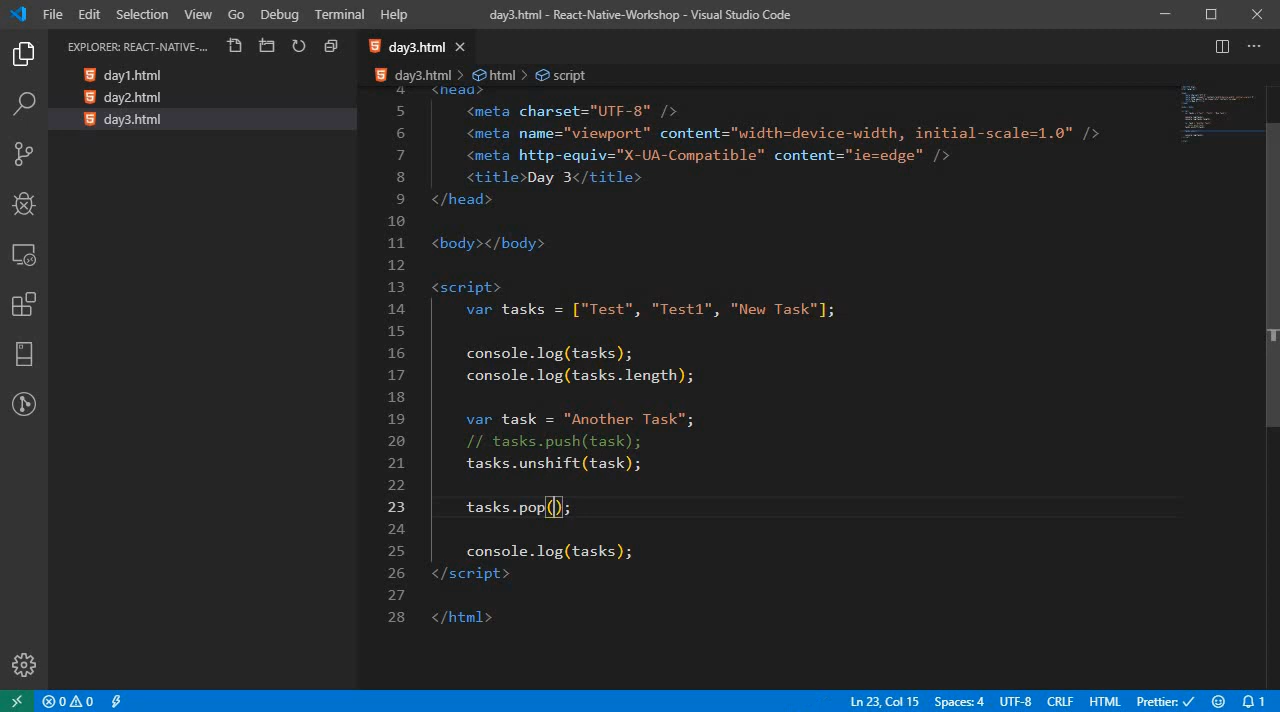 File Edit Selection View Go Debug Terminal Help day3.html - React-Native-Workshop - Visual Studio Code
EXPLORER: REACT-NATIVE-...
day1.html
day2.html
day3.html
day3.html
day3.html > html > script
4 <head>
5 <meta charset="UTF-8" />
6 <meta name="viewport" content="width=device-width, initial-scale=1.0" />
7 <meta http-equiv="X-UA-Compatible" content="ie=edge" />
8 <title>Day 3</title>
9 </head>
10
11 <body></body>
12
13 <script>
14 var tasks = ["Test", "Test1", "New Task"];
15
16 console.log(tasks);
17 console.log(tasks.length);
18
19 var task = "Another Task";
20 // tasks.push(task);
21 tasks.unshift(task);
22
23 tasks.pop();
24
25 console.log(tasks);
26 </script>
27
28 </html>
0 0 Ln 23, Col 15 Spaces: 4 UTF-8 CRLF HTML Prettier: ✓ 1